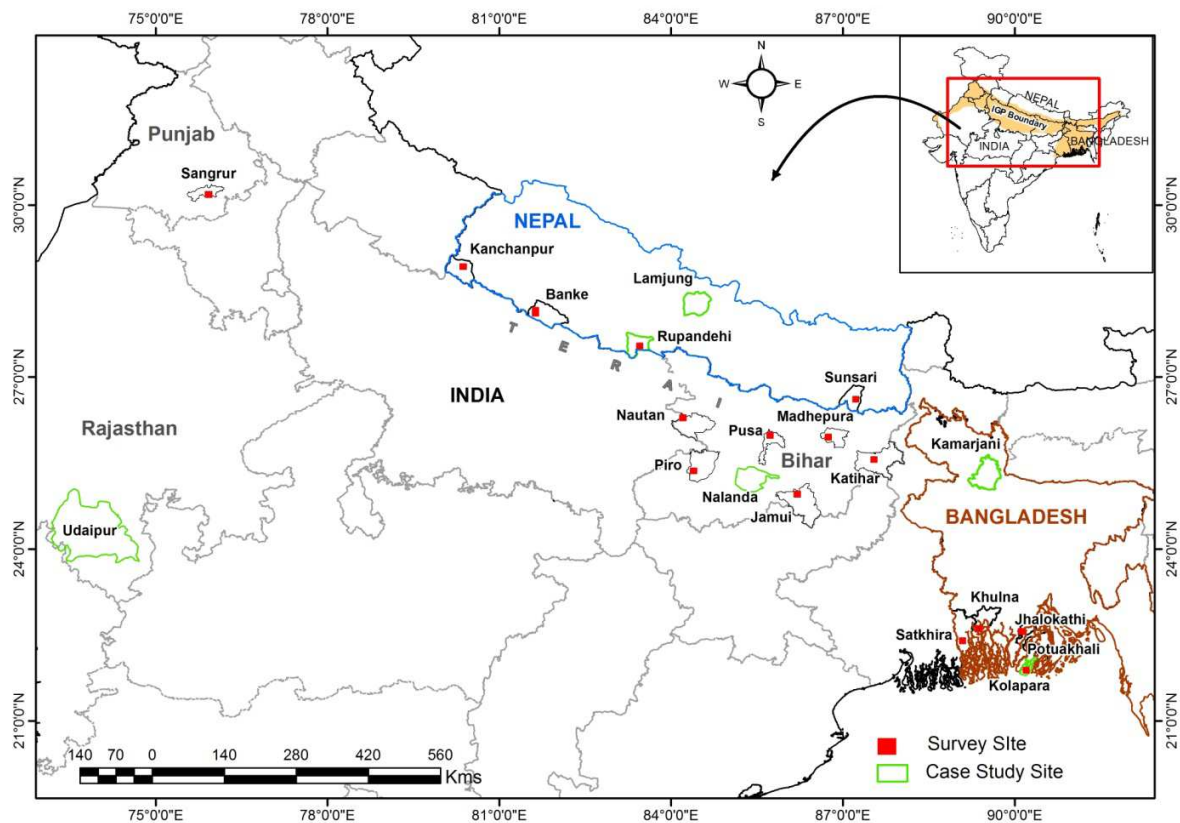 75°0'0"E 78°0'0"E 81°0'0"E 84°0'0"E 87°0'0"E 90°0'0"E
N
W E
S
NEPAL
IGP Boundary
INDIA
BANGLADESH
Punjab
Sangrur
30°0'0"N 30°0'0"N
NEPAL
Kanchanpur
Banke
Lamjung
Rupandehi
TERAI
27°0'0"N 27°0'0"N
Sunsari
INDIA
Nautan
Madhepura
Pusa
Kamarjani
Rajasthan
Piro
Bihar
Katihar
Nalanda
Jamui
BANGLADESH
Udaipur
24°0'0"N 24°0'0"N
Khulna
Jhalokathi
Satkhira
Potuakhali
Kolapara
21°0'0"N 21°0'0"N
140 70 0 140 280 420 560
Kms
Survey SIte
Case Study Site
75°0'0"E 78°0'0"E 81°0'0"E 84°0'0"E 87°0'0"E 90°0'0"E